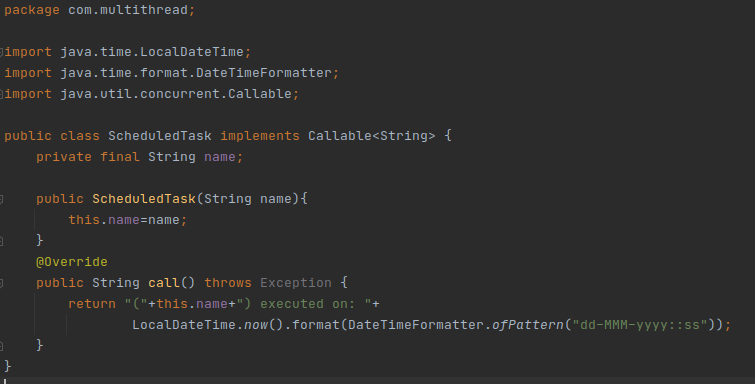 package com.multithread;
import java.time.LocalDateTime;
import java.time.format.DateTimeFormatter;
import java.util.concurrent.Callable;
public class ScheduledTask implements Callable<String> {
private final String name;
public ScheduledTask(String name){
this.name=name;
}
@Override
public String call() throws Exception {
return "("+this.name+") executed on: "+
LocalDateTime.now().format(DateTimeFormatter.ofPattern("dd-MMM-yyyy::ss"));
}
}